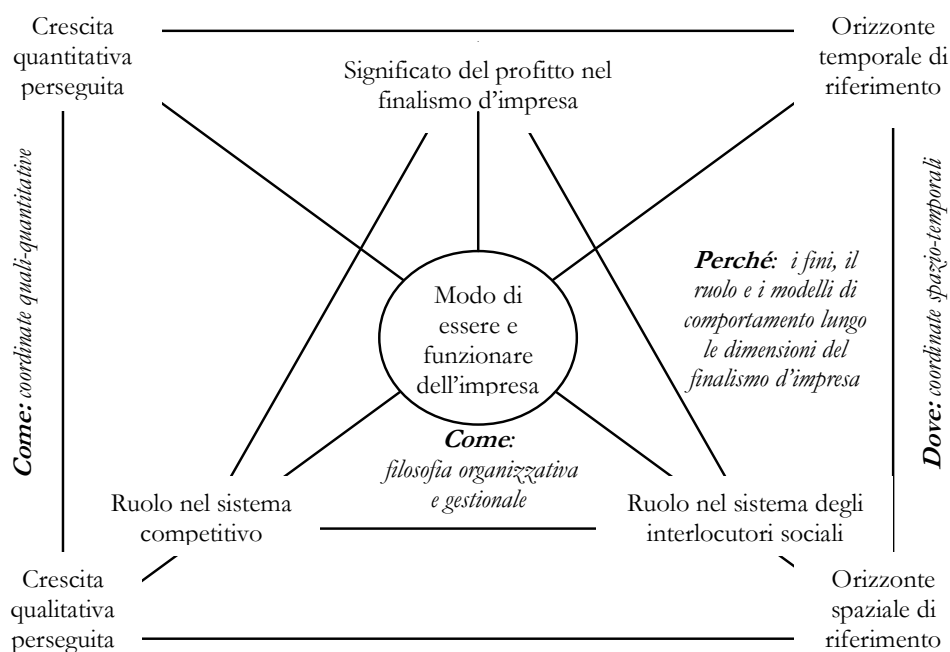 Crescita
quantitativa
perseguita
Significato del profitto nel
finalismo d'impresa
Orizzonte
temporale di
riferimento
Come: coordinate quali-quantitative
Modo di
essere e
funzionare
dell'impresa
Perché: i fini, il
ruolo e i modelli di
comportamento lungo
le dimensioni del
finalismo d'impresa
Dove: coordinate spazio-temporali
Come:
filosofia organizzativa
e gestionale
Ruolo nel sistema
competitivo
Ruolo nel sistema degli
interlocutori sociali
Crescita
qualitativa
perseguita
Orizzonte
spaziale di
riferimento